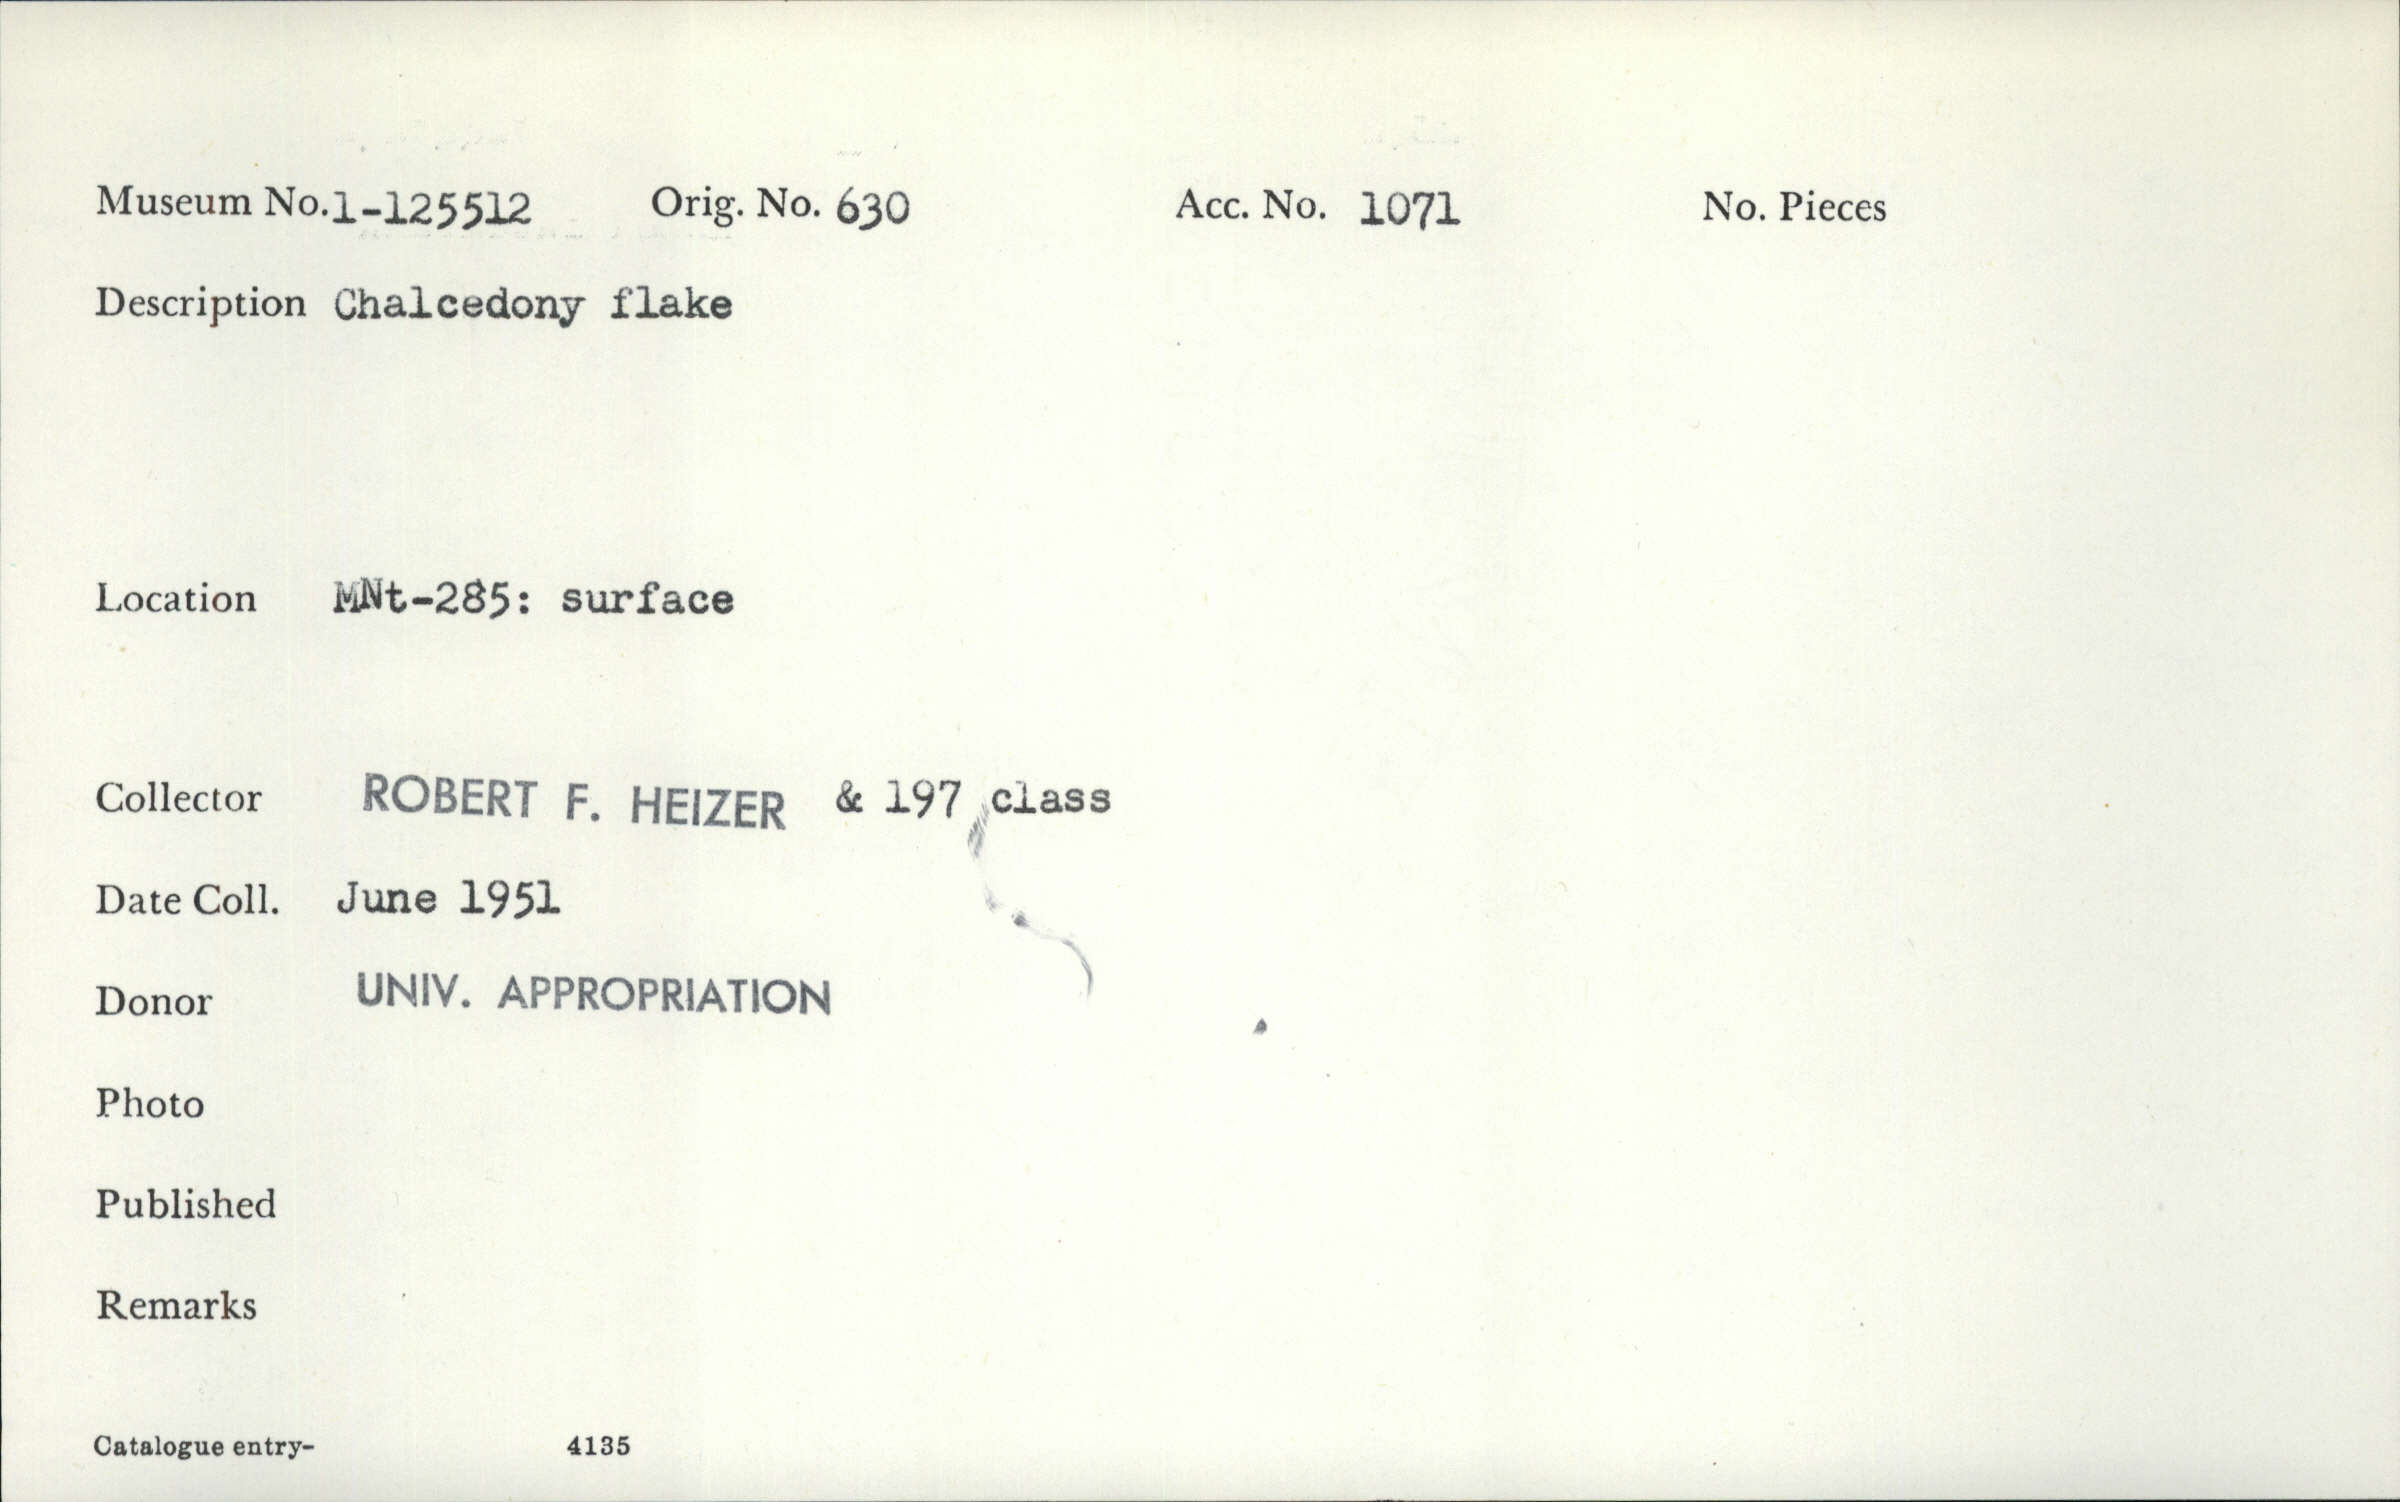 Museum No. 1-125512 Orig. No. 630 Acc. No. 1071 No. Pieces
Description Chalcedony flake
Location MNt-285: surface
Collector ROBERT F. HEIZER & 197 class
Date Coll. June 1951
Donor UNIV. APPROPRIATION
Photo
Published
Remarks
Catalogue entry- 4135